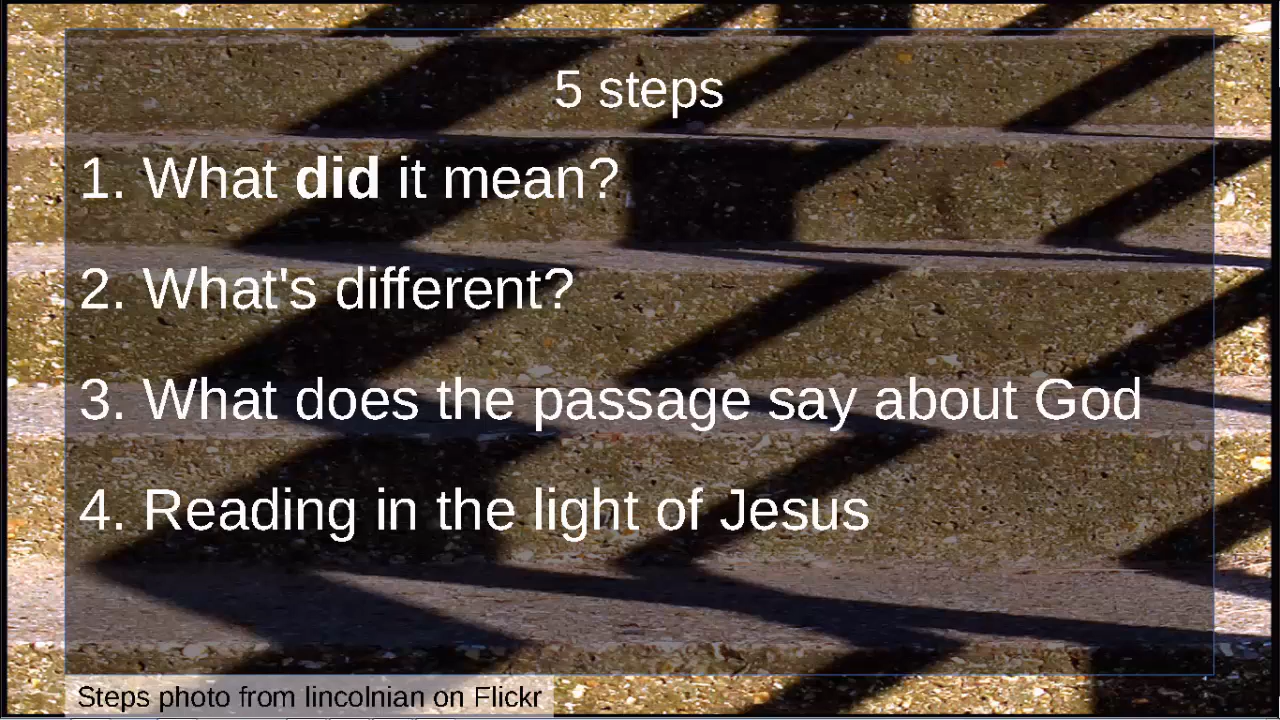 5 steps
1. What did it mean?
2. What's different?
3. What does the passage say about God
4. Reading in the light of Jesus
Steps photo from lincolnian on Flickr